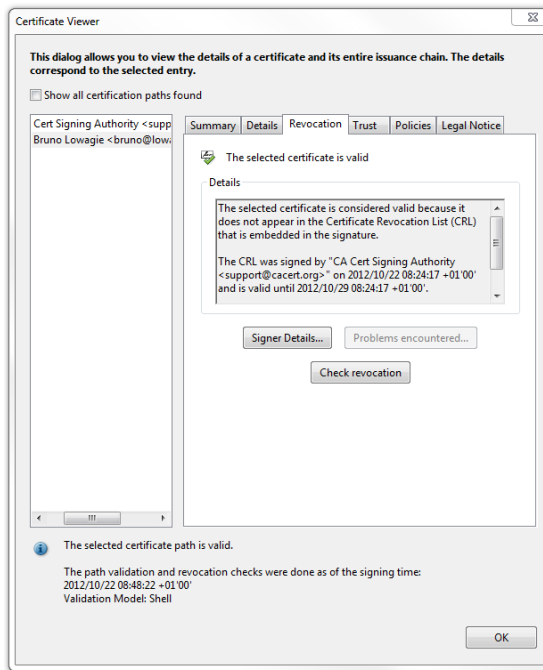 Certificate Viewer
This dialog allows you to view the details of a certificate and its entire issuance chain. The details
correspond to the selected entry.
Show all certification paths found
Cert Signing Authority <supp
Bruno Lowagie <bruno@lowa
Summary Details Revocation Trust Policies Legal Notice
The selected certificate is valid
Details
The selected certificate is considered valid because it
does not appear in the Certificate Revocation List (CRL)
that is embedded in the signature.
The CRL was signed by "CA Cert Signing Authority
<support@cacert.org>" on 2012/10/22 08:24:17 +01'00'
and is valid until 2012/10/29 08:24:17 +01'00'.
Signer Details... Problems encountered...
Check revocation
The selected certificate path is valid.
The path validation and revocation checks were done as of the signing time:
2012/10/22 08:48:22 +01'00'
Validation Model: Shell
OK